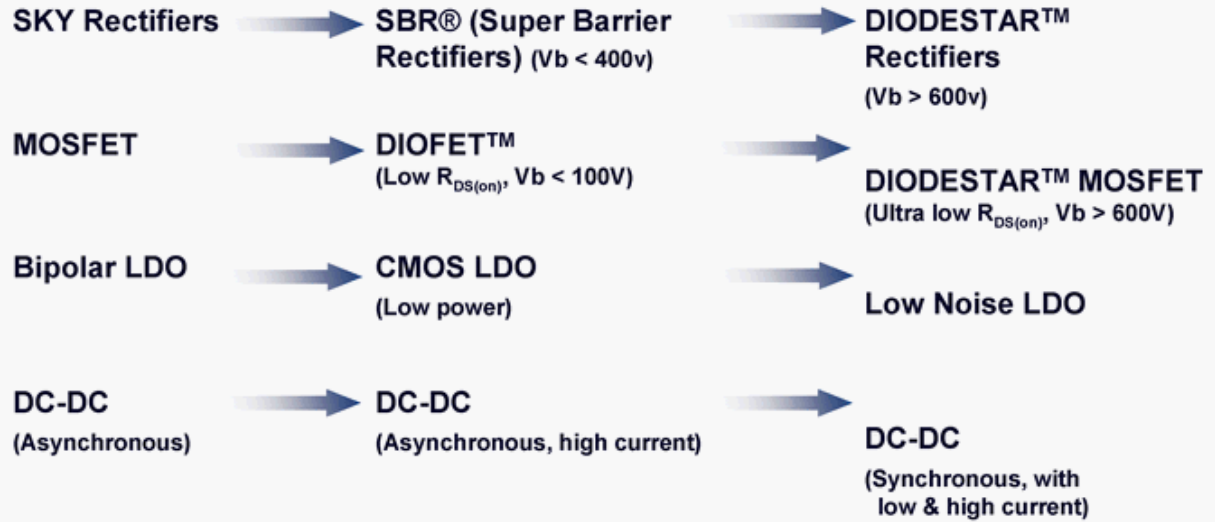 SKY Rectifiers
SBR® (Super Barrier
Rectifiers) (Vb < 400v)
DIODESTAR™
Rectifiers
(Vb > 600v)
MOSFET
DIOFET™
(Low RDS(on), Vb < 100V)
DIODESTAR™ MOSFET
(Ultra low RDS(on), Vb > 600V)
Bipolar LDO
CMOS LDO
(Low power)
Low Noise LDO
DC-DC
(Asynchronous)
DC-DC
(Asynchronous, high current)
DC-DC
(Synchronous, with
low & high current)